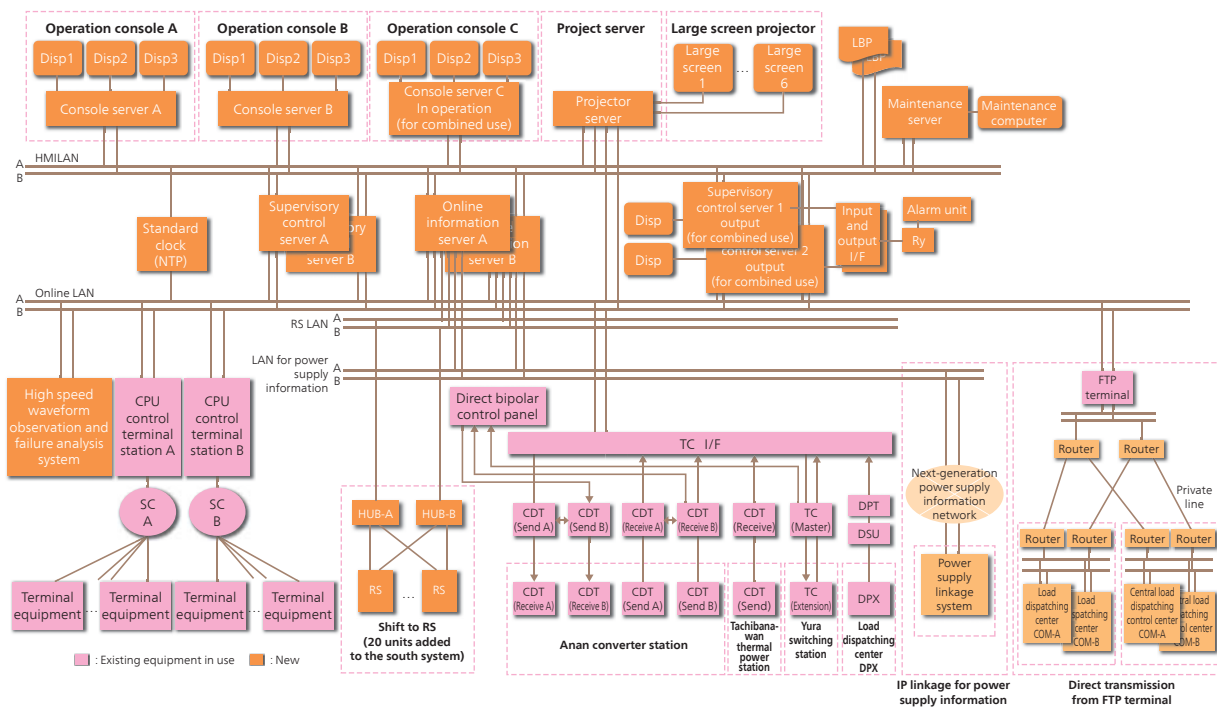 Operation console A
Operation console B
Operation console C
Project server
Large screen projector
Disp1
Disp2
Disp3
Console server A
Disp1
Disp2
Disp3
Console server B
Disp1
Disp2
Disp3
Console server C
In operation
(for combined use)
Projector
server
Large
screen
1
...
Large
screen
6
LBP
LBP
Maintenance
server
Maintenance
computer
A
B
HMILAN
Standard
clock
(NTP)
Supervisory
control
server A
server B
Online
information
server A
server B
Disp
Disp
Supervisory
control server 1
output
(for combined use)
control server 2
output
(for combined use)
Input
and
output
I/F
Alarm unit
Ry
A
B
Online LAN
RS LAN
A
B
LAN for power
supply
information
A
B
High speed
waveform
observation and
failure analysis
system
CPU
control
terminal
station A
CPU
control
terminal
station B
SC
A
SC
B
Terminal
equipment
...
Terminal
equipment
Terminal
equipment
...
Terminal
equipment
: Existing equipment in use
: New
HUB-A
HUB-B
RS
...
RS
Shift to RS
(20 units added
to the south system)
Direct bipolar
control panel
TC I/F
CDT
(Send A)
CDT
(Send B)
CDT
(Receive A)
CDT
(Receive B)
CDT
(Receive)
TC
(Master)
DPT
DSU
CDT
(Receive A)
CDT
(Receive B)
CDT
(Send A)
CDT
(Send B)
CDT
(Send)
TC
(Extension)
DPX
Anan converter station
Tachibana-
wan
thermal
power
station
Yura
switching
station
Load
dispatching
center
DPX
Next-generation
power supply
information
network
Power
supply
linkage
system
IP linkage for power
supply information
FTP
terminal
Router
Router
Private
line
Router
Router
Router
Router
Load
dispatching
center
COM-A
Load
dispatching
center
COM-B
Central load
dispatching
control center
COM-A
COM-B
Direct transmission
from FTP terminal